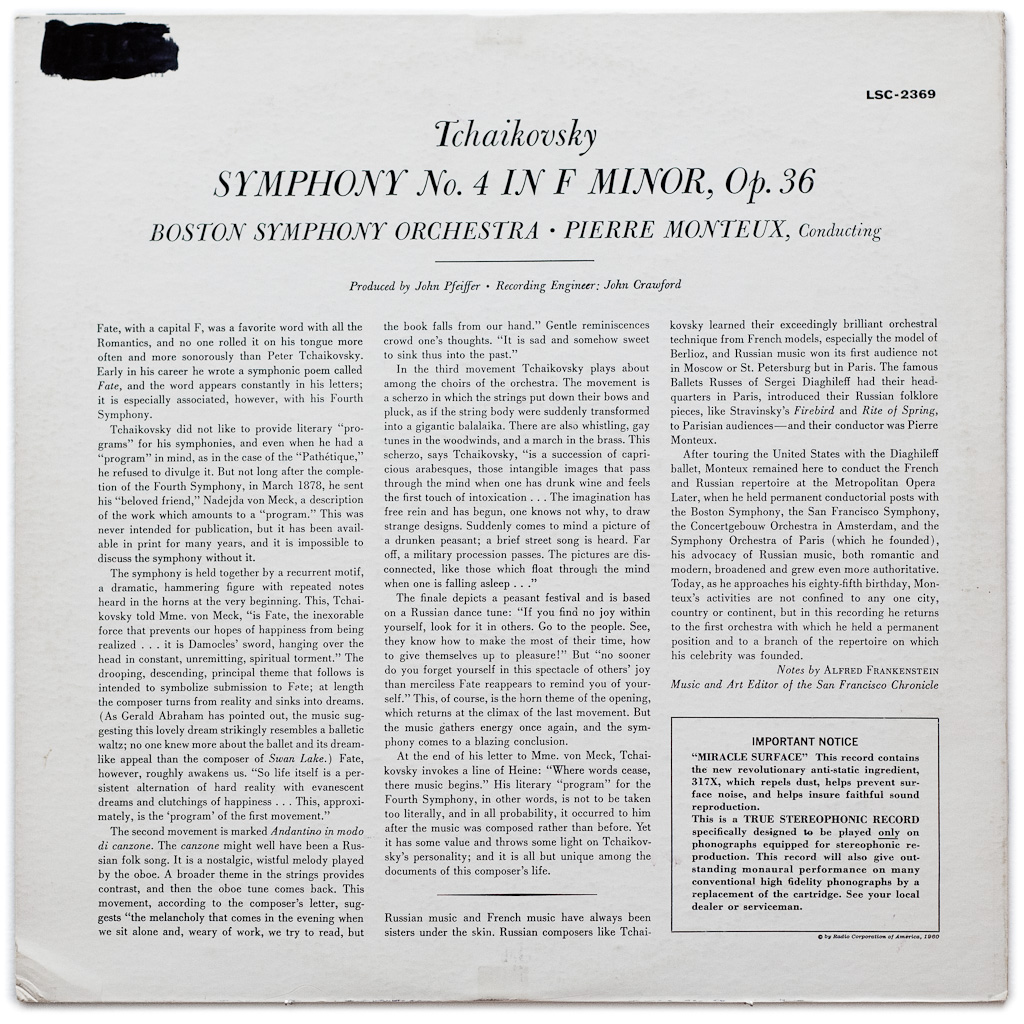 LSC-2369
Tchaikovsky
SYMPHONY No. 4 IN F MINOR, Op. 36
BOSTON SYMPHONY ORCHESTRA • PIERRE MONTEUX, Conducting
Produced by John Pfeiffer • Recording Engineer: John Crawford
Fate, with a capital F, was a favorite word with all the
Romantics, and no one rolled it on his tongue more
often and more sonorously than Peter Tchaikovsky.
Early in his career he wrote a symphonic poem called
Fate, and the word appears constantly in his letters;
it is especially associated, however, with his Fourth
Symphony.
Tchaikovsky did not like to provide literary "pro-
grams" for his symphonies, and even when he had a
"program" in mind, as in the case of the "Pathétique,"
he refused to divulge it. But not long after the comple-
tion of the Fourth Symphony, in March 1878, he sent
his "beloved friend," Nadejda von Meck, a description
of the work which amounts to a "program." This was
never intended for publication, but it has been avail-
able in print for many years, and it is impossible to
discuss the symphony without it.
The symphony is held together by a recurrent motif,
a dramatic, hammering figure with repeated notes
heard in the horns at the very beginning. This, Tchai-
kovsky told Mme. von Meck, "is Fate, the inexorable
force that prevents our hopes of happiness from being
realized . . . it is Damocles' sword, hanging over the
head in constant, unremitting, spiritual torment." The
drooping, descending, principal theme that follows is
intended to symbolize submission to Fate; at length
the composer turns from reality and sinks into dreams.
(As Gerald Abraham has pointed out, the music sug-
gesting this lovely dream strikingly resembles a balletic
waltz; no one knew more about the ballet and its dream-
like appeal than the composer of Swan Lake.) Fate,
however, roughly awakens us. "So life itself is a per-
sistent alternation of hard reality with evanescent
dreams and clutchings of happiness . . . This, approxi-
mately, is the 'program' of the first movement."
The second movement is marked Andantino in modo
di canzone. The canzone might well have been a Rus-
sian folk song. It is a nostalgic, wistful melody played
by the oboe. A broader theme in the strings provides
contrast, and then the oboe tune comes back. This
movement, according to the composer's letter, sug-
gests "the melancholy that comes in the evening when
we sit alone and, weary of work, we try to read, but
the book falls from our hand." Gentle reminiscences
crowd one's thoughts. "It is sad and somehow sweet
to sink thus into the past."
In the third movement Tchaikovsky plays about
among the choirs of the orchestra. The movement is
a scherzo in which the strings put down their bows and
pluck, as if the string body were suddenly transformed
into a gigantic balalaika. There are also whistling, gay
tunes in the woodwinds, and a march in the brass. This
scherzo, says Tchaikovsky, "is a succession of capri-
cious arabesques, those intangible images that pass
through the mind when one has drunk wine and feels
the first touch of intoxication . . . The imagination has
free rein and has begun, one knows not why, to draw
strange designs. Suddenly comes to mind a picture of
a drunken peasant; a brief street song is heard. Far
off, a military procession passes. The pictures are dis-
connected, like those which float through the mind
when one is falling asleep . . ."
The finale depicts a peasant festival and is based
on a Russian dance tune: "If you find no joy within
yourself, look for it in others. Go to the people. See,
they know how to make the most of their time, how
to give themselves up to pleasure!" But "no sooner
do you forget yourself in this spectacle of others' joy
than merciless Fate reappears to remind you of your-
self." This, of course, is the horn theme of the opening,
which returns at the climax of the last movement. But
the music gathers energy once again, and the sym-
phony comes to a blazing conclusion.
At the end of his letter to Mme. von Meck, Tchai-
kovsky invokes a line of Heine: "Where words cease,
there music begins." His literary "program" for the
Fourth Symphony, in other words, is not to be taken
too literally, and in all probability, it occurred to him
after the music was composed rather than before. Yet
it has some value and throws some light on Tchaikov-
sky's personality; and it is all but unique among the
documents of this composer's life.
Russian music and French music have always been
sisters under the skin. Russian composers like Tchai-
kovsky learned their exceedingly brilliant orchestral
technique from French models, especially the model of
Berlioz, and Russian music won its first audience not
in Moscow or St. Petersburg but in Paris. The famous
Ballets Russes of Sergei Diaghileff had their head-
quarters in Paris, introduced their Russian folklore
pieces, like Stravinsky's Firebird and Rite of Spring,
to Parisian audiences—and their conductor was Pierre
Monteux.
After touring the United States with the Diaghileff
ballet, Monteux remained here to conduct the French
and Russian repertoire at the Metropolitan Opera
Later, when he held permanent conductorial posts with
the Boston Symphony, the San Francisco Symphony,
the Concertgebouw Orchestra in Amsterdam, and the
Symphony Orchestra of Paris (which he founded),
his advocacy of Russian music, both romantic and
modern, broadened and grew even more authoritative.
Today, as he approaches his eighty-fifth birthday, Mon-
teux's activities are not confined to any one city,
country or continent, but in this recording he returns
to the first orchestra with which he held a permanent
position and to a branch of the repertoire on which
his celebrity was founded.
Notes by ALFRED FRANKENSTEIN
Music and Art Editor of the San Francisco Chronicle
IMPORTANT NOTICE
"MIRACLE SURFACE" This record contains
the new revolutionary anti-static ingredient,
317X, which repels dust, helps prevent sur-
face noise, and helps insure faithful sound
reproduction.
This is a TRUE STEREOPHONIC RECORD
specifically designed to be played only on
phonographs equipped for stereophonic re-
production. This record will also give out-
standing monaural performance on many
conventional high fidelity phonographs by a
replacement of the cartridge. See your local
dealer or serviceman.
© by Radio Corporation of America, 1960